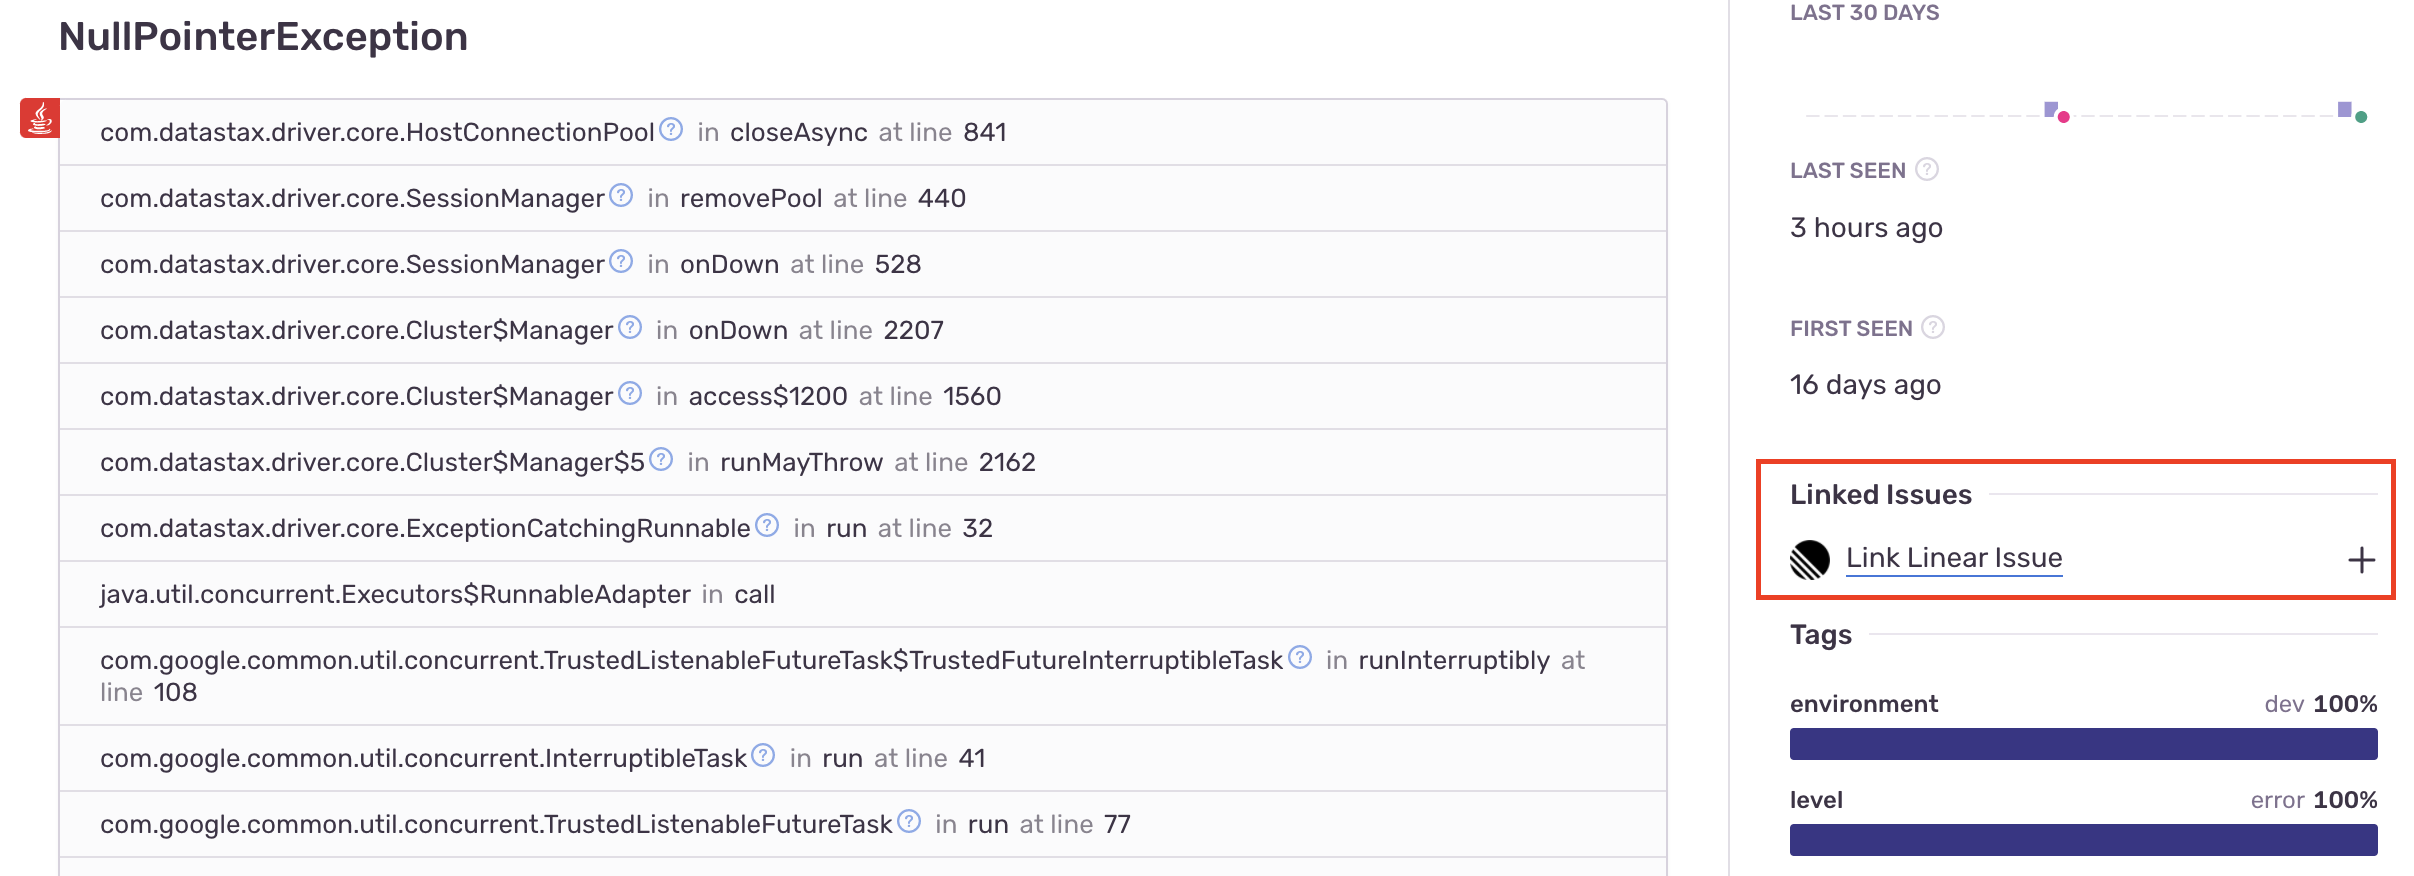 NullPointerException
com.datastax.driver.core.HostConnectionPool ? in closeAsync at line 841
com.datastax.driver.core.SessionManager ? in removePool at line 440
com.datastax.driver.core.SessionManager ? in onDown at line 528
com.datastax.driver.core.Cluster$Manager ? in onDown at line 2207
com.datastax.driver.core.Cluster$Manager ? in access$1200 at line 1560
com.datastax.driver.core.Cluster$Manager$5 ? in runMayThrow at line 2162
com.datastax.driver.core.ExceptionCatchingRunnable ? in run at line 32
java.util.concurrent.Executors$RunnableAdapter in call
com.google.common.util.concurrent.TrustedListenableFutureTask$TrustedFutureInterruptibleTask ? in runInterruptibly at
line 108
com.google.common.util.concurrent.InterruptibleTask ? in run at line 41
com.google.common.util.concurrent.TrustedListenableFutureTask ? in run at line 77
LAST 30 DAYS
LAST SEEN ?
3 hours ago
FIRST SEEN ?
16 days ago
Linked Issues
Link Linear Issue +
Tags
environment dev 100%
level error 100%